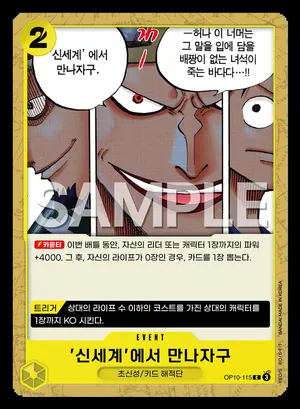 2
신세계' 에서
만나자구.
―허나 이 너머는
그 말을 입에 담을
배짱이 없는 녀석이
죽는 바다다…!!
SAMPLE
카운터 이번 배틀 동안, 자신의 리더 또는 캐릭터 1장까지의 파워
+4000. 그 후, 자신의 라이프가 0장인 경우, 카드를 1장 뽑는다.
트리거 상대의 라이프 수 이하의 코스트를 가진 상대의 캐릭터를
1장까지 KO 시킨다.
EVENT
'신세계'에서 만나자구
초신성/키드 해적단
OP10-115 C 3